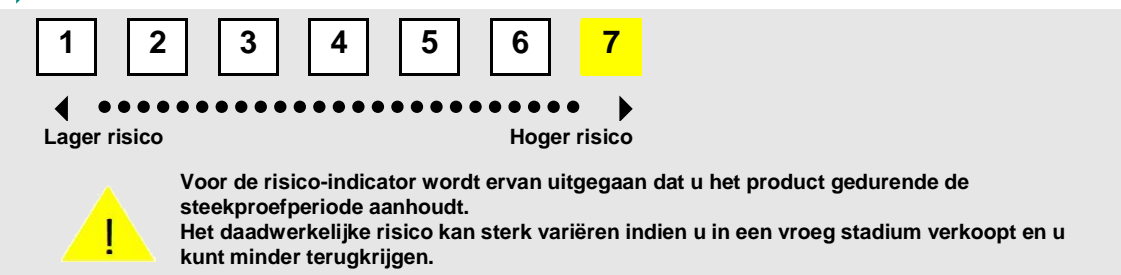 1 2 3 4 5 6 7
Lager risico Hoger risico
Voor de risico-indicator wordt ervan uitgegaan dat u het product gedurende de
steekproefperiode aanhoudt.
Het daadwerkelijke risico kan sterk variëren indien u in een vroeg stadium verkoopt en u
!
kunt minder terugkrijgen.